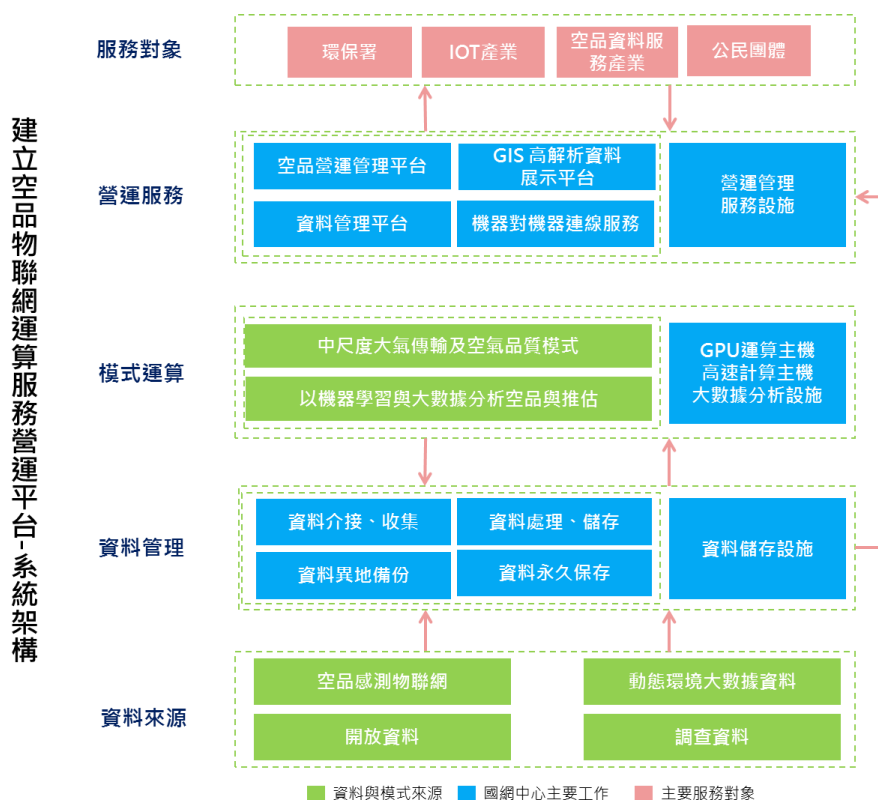 建立空品物聯網運算服務營運平台-系統架構
服務對象
環保署
IOT產業
空品資料服
務產業
公民團體
營運服務
空品營運管理平台
GIS 高解析資料
展示平台
資料管理平台
機器對機器連線服務
營運管理
服務設施
模式運算
中尺度大氣傳輸及空氣品質模式
以機器學習與大數據分析空品與推估
GPU運算主機
高速計算主機
大數據分析設施
資料管理
資料介接、收集
資料處理、儲存
資料異地備份
資料永久保存
資料儲存設施
資料來源
空品感測物聯網
動態環境大數據資料
開放資料
調查資料
資料與模式來源
國網中心主要工作
主要服務對象